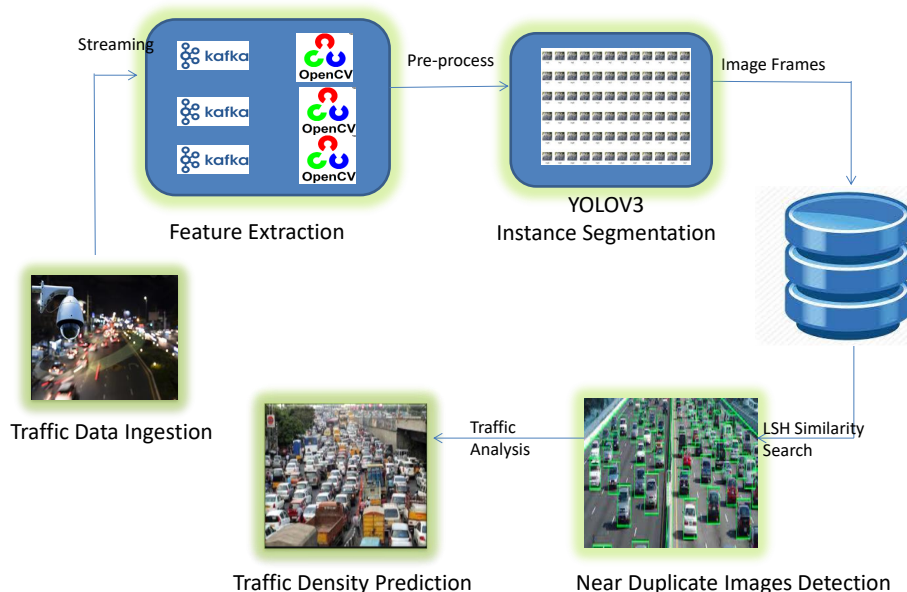 Streaming
kafka
OpenCV
kafka
OpenCV
kafka
OpenCV
Pre-process
Image Frames
Feature Extraction
YOLOV3
Instance Segmentation
Traffic Data Ingestion
Traffic
Analysis
LSH Similarity
Search
Traffic Density Prediction
Near Duplicate Images Detection